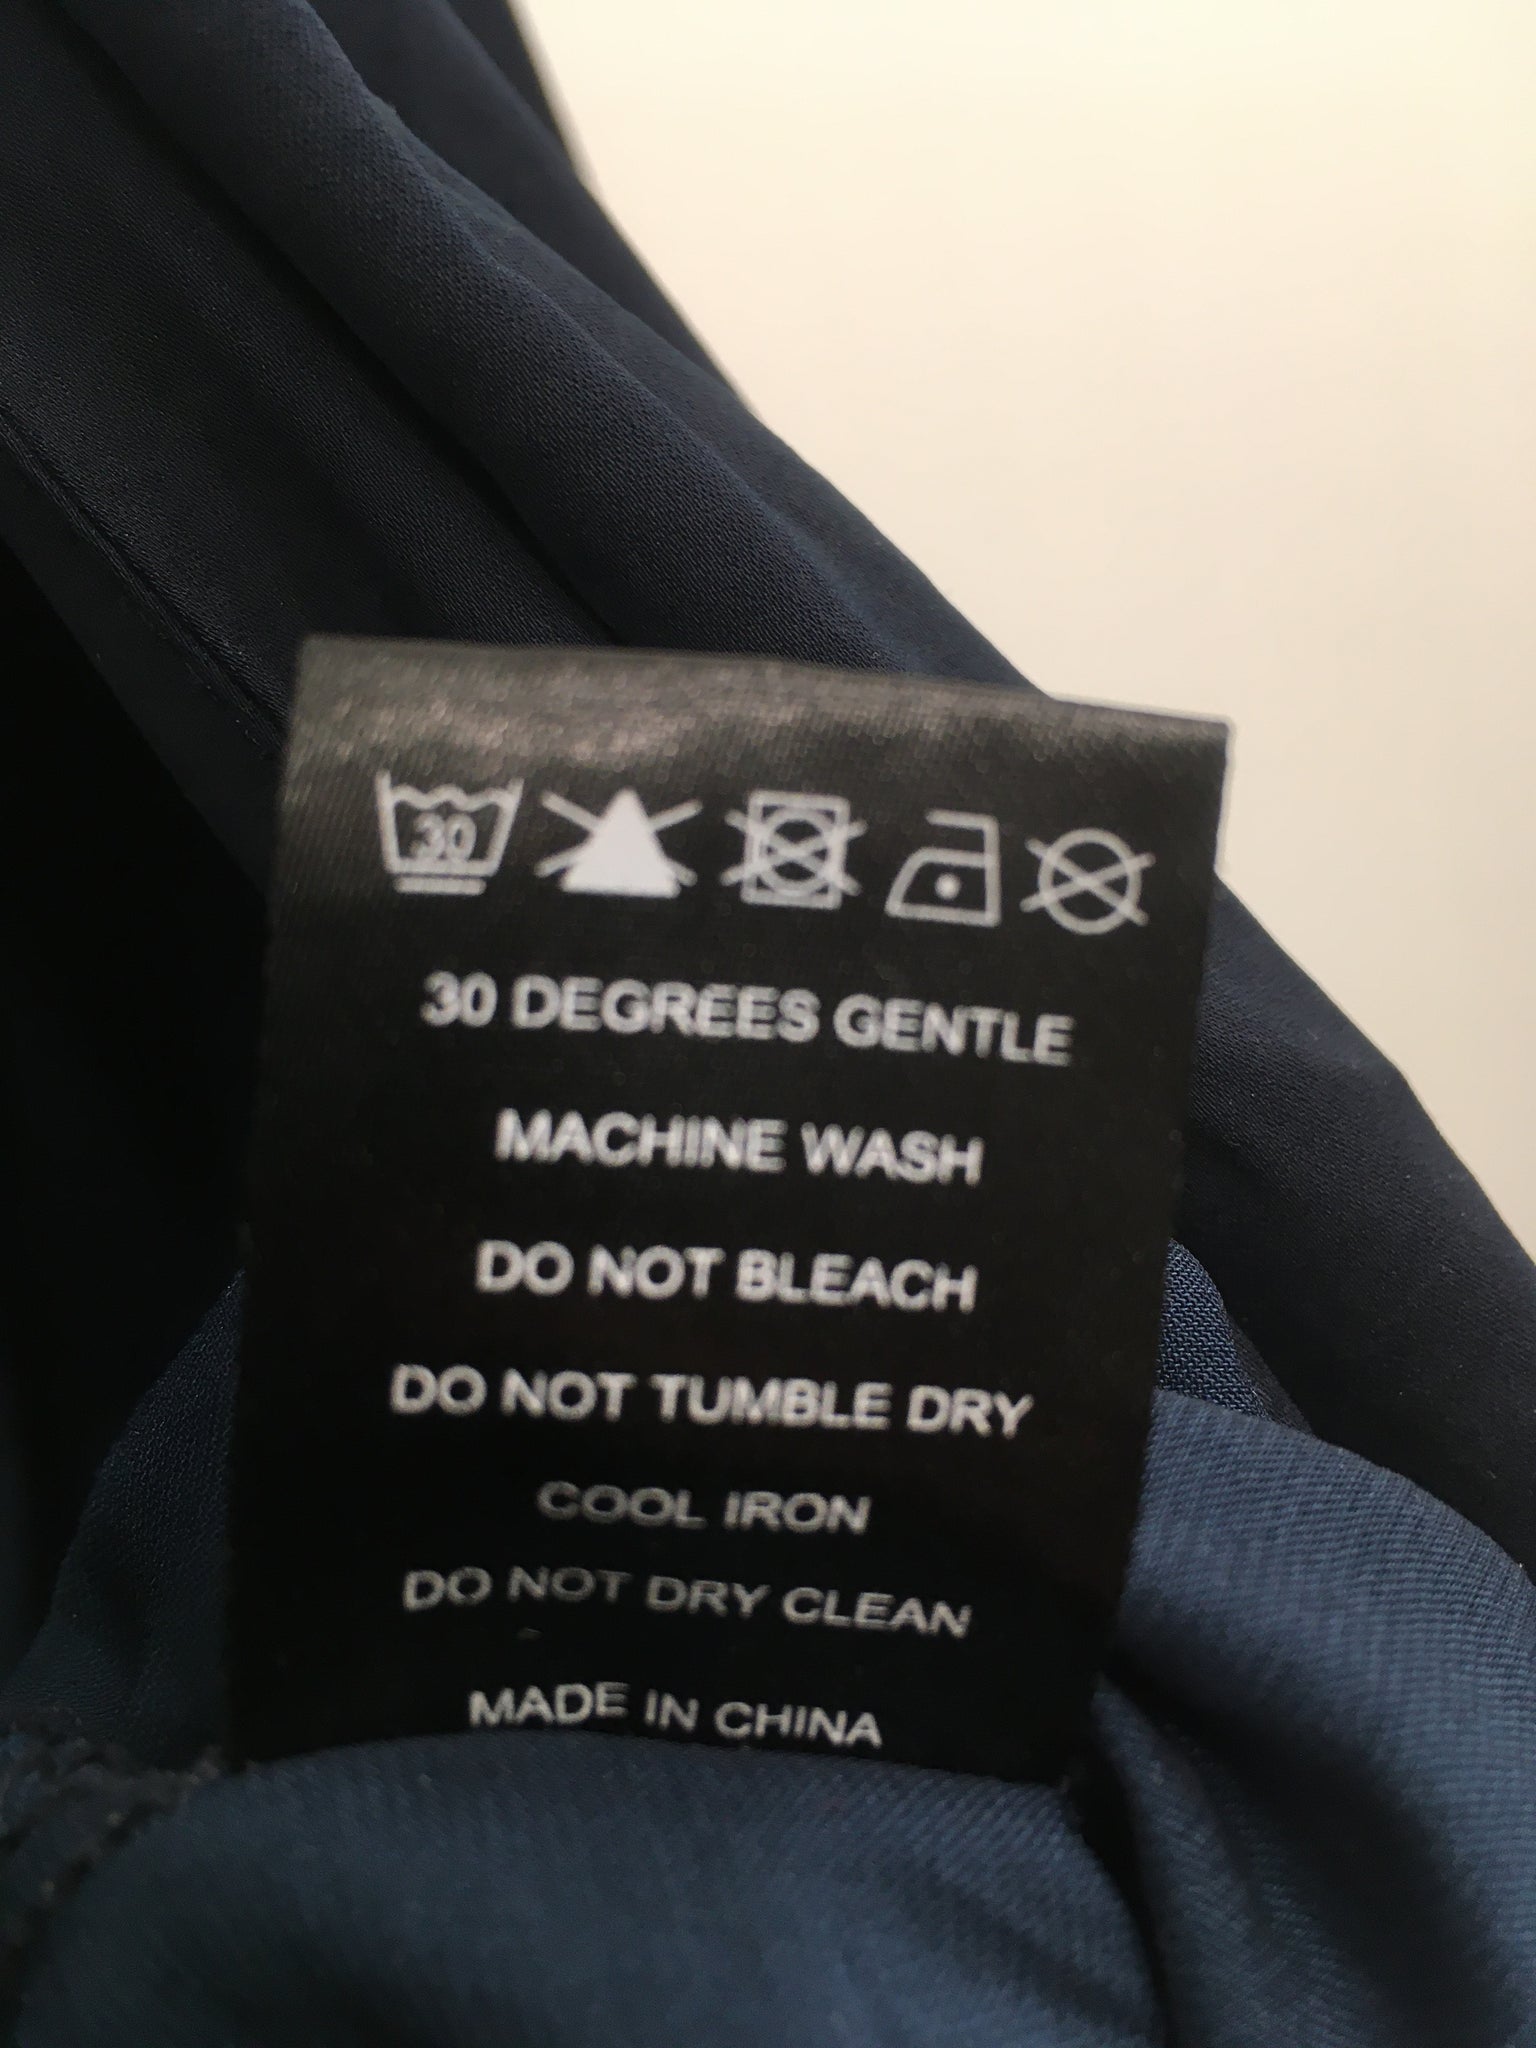 30
30 DEGREES GENTLE
MACHINE WASH
DO NOT BLEACH
DO NOT TUMBLE DRY
COOL IRON
DO NOT DRY CLEAN
MADE IN CHINA